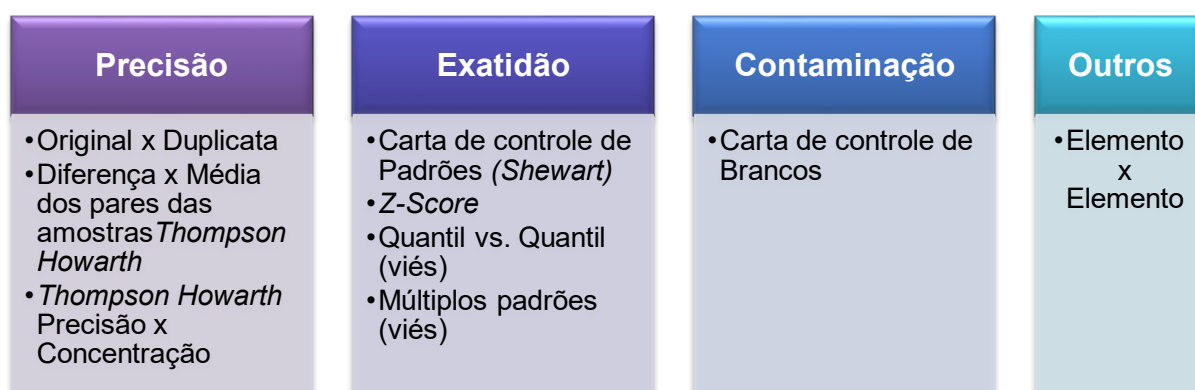 Precisão
•Original x Duplicata
•Diferença x Média
dos pares das
amostrasThompson
Howarth
•Thompson Howarth
Precisão x
Concentração
Exatidão
•Carta de controle de
Padrões (Shewart)
•Z-Score
•Quantil vs. Quantil
(viés)
•Múltiplos padrões
(viés)
Contaminação
•Carta de controle de
Brancos
Outros
•Elemento
x
Elemento